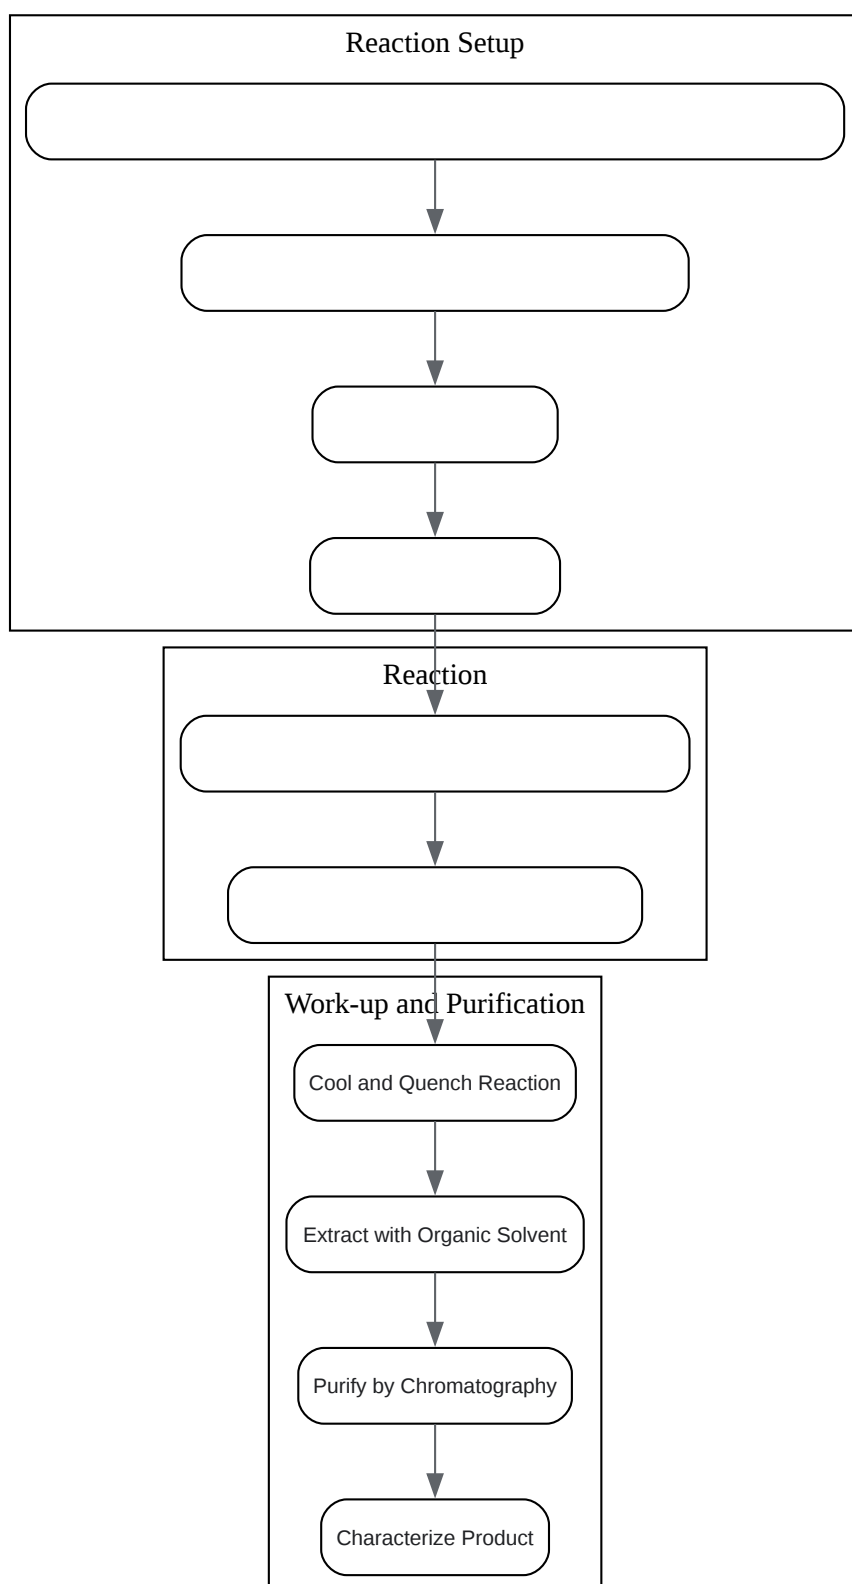 Reaction Setup
Reaction
Work-up and Purification
Cool and Quench Reaction
Extract with Organic Solvent
Purify by Chromatography
Characterize Product